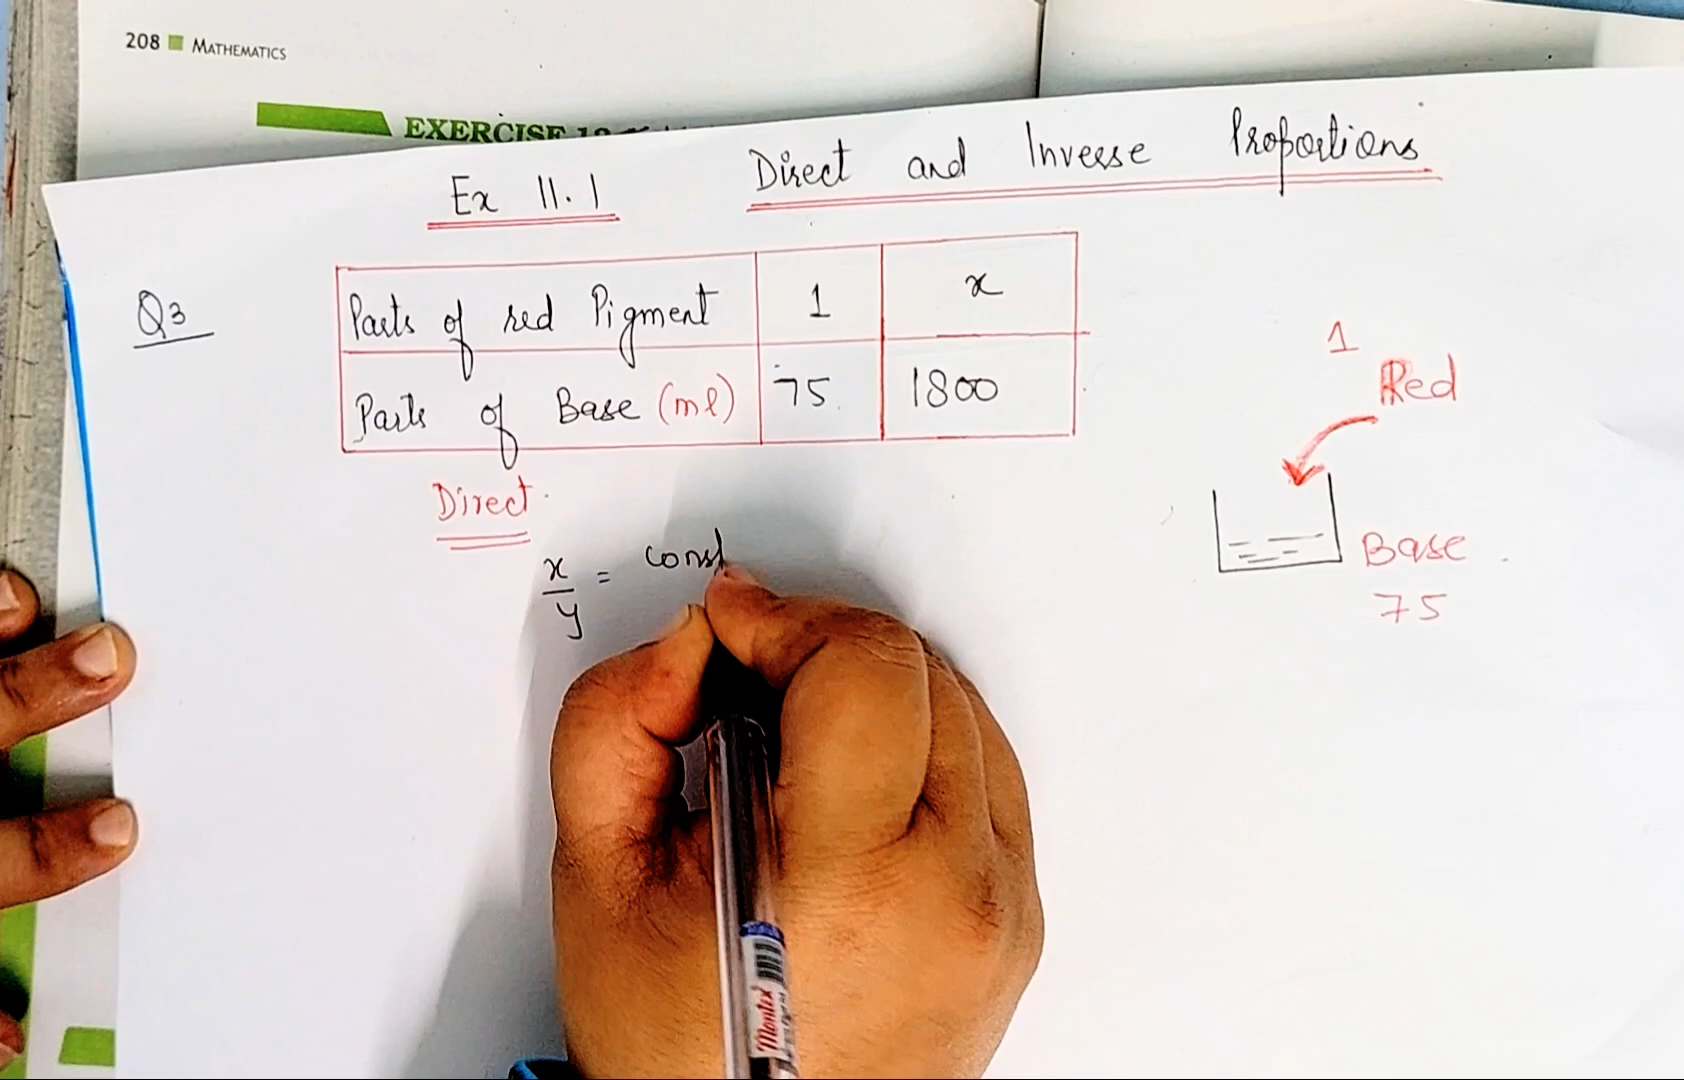 208 MATHEMATICS
EXERCISE
Ex 11.1 Direct and Inverse Proportions
Q3
Parts of red Pigment 1 x
Parts of Base (ml) 75 1800
Direct
x/y = const
1
Red
Base
75
Montex